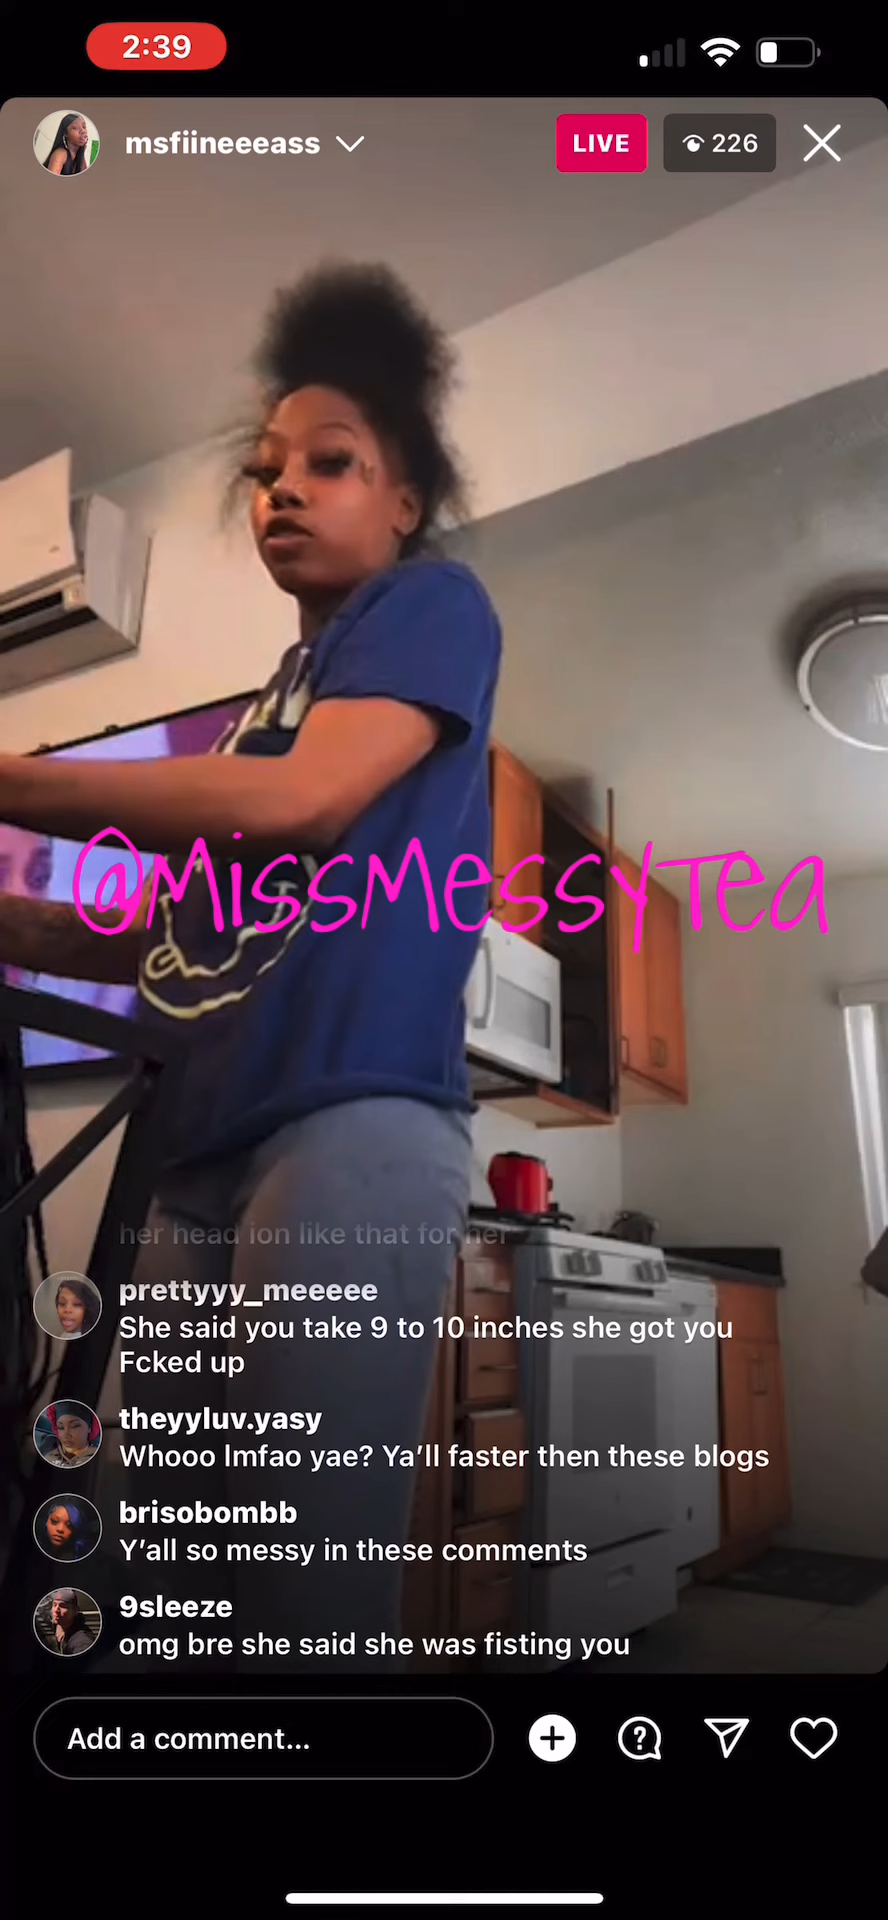 2:39
msfiineeeass
LIVE
226
@MissMessyTea
her head ion like that for her
prettyyy_meeeee
She said you take 9 to 10 inches she got you
Fcked up
theyyluv.yasy
Whooo lmfao yae? Ya'll faster then these blogs
brisobombb
Y'all so messy in these comments
9sleeze
omg bre she said she was fisting you
Add a comment...